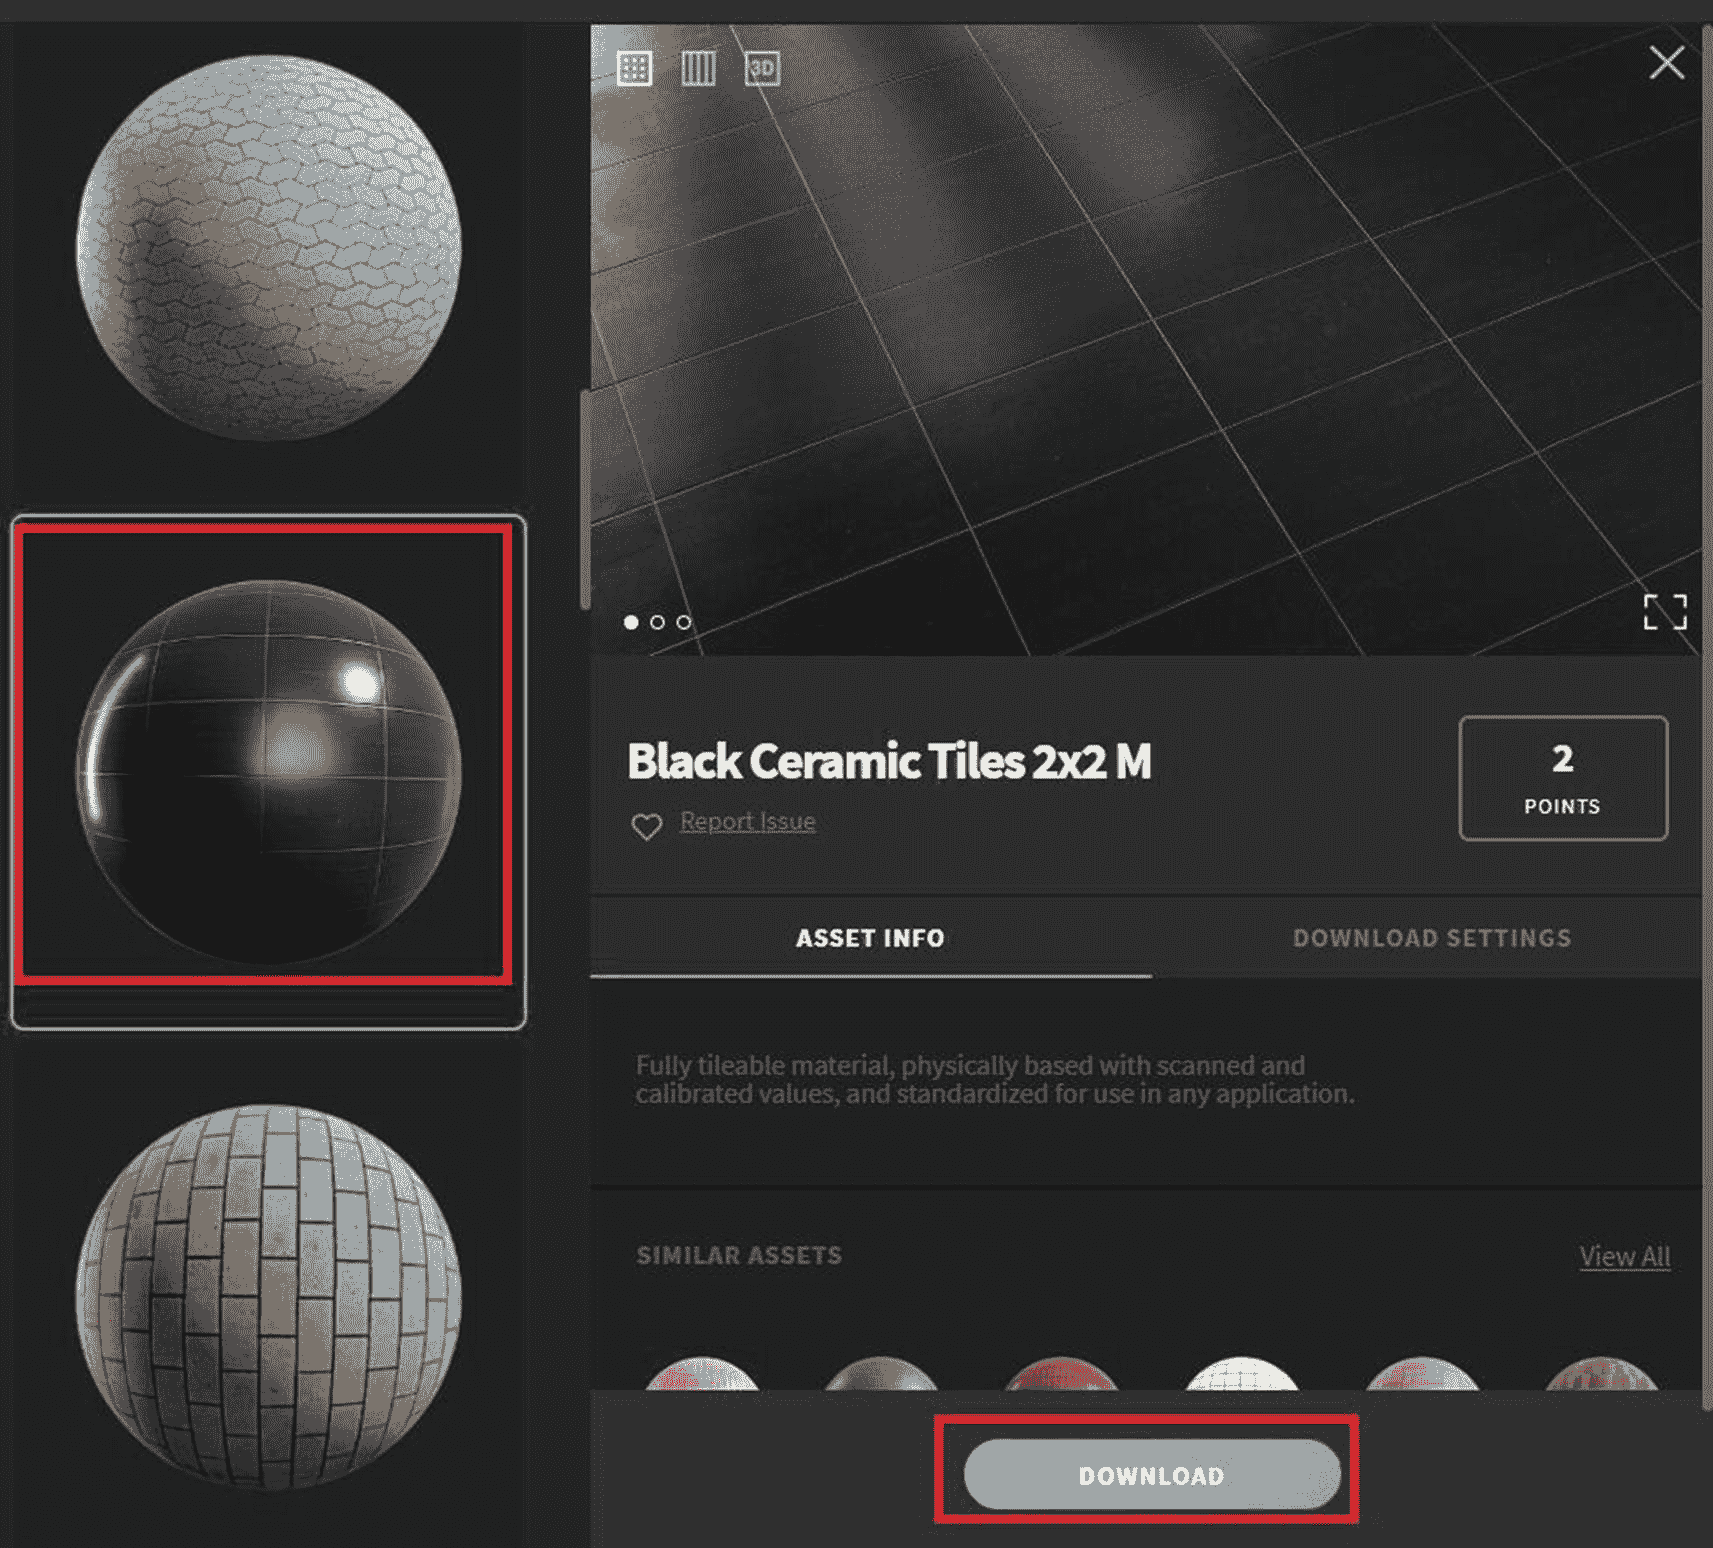 3D
Black Ceramic Tiles 2x2 M
2
POINTS
Report Issue
ASSET INFO
DOWNLOAD SETTINGS
Fully tileable material, physically based with scanned and
calibrated values, and standardized for use in any application.
SIMILAR ASSETS
View All
DOWNLOAD